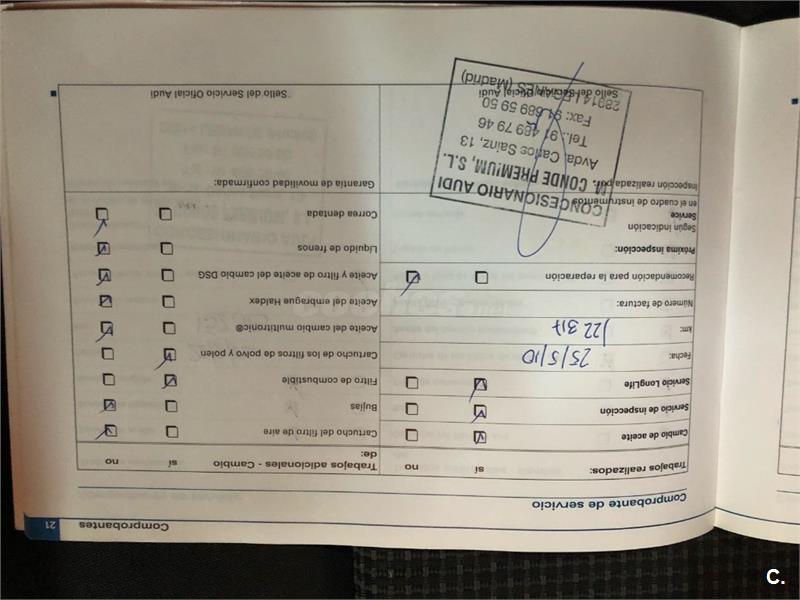 Comprobantes
21
Comprobante de servicio
Trabajos realizados:
sí
no
Cambio de aceite
Servicio de inspección
Servicio LongLife
Fecha:
25/5/10
km:
122 317
Número de factura:
Recomendación para la reparación
Próxima inspección:
Según indicación
Service
en el cuadro de instrumentos
Inspección realizada por:
Sello del Servicio Oficial Audi
CONCESIONARIO AUDI
M. CONDE PREMIUM, S.L.
Avda. Carlos Sainz, 13
Tel.: 91 489 79 46
Fax: 91 689 59 50
(Madrid)
Trabajos adicionales - Cambio
de:
sí
no
Cartucho del filtro de aire
Bujías
Filtro de combustible
Cartucho de los filtros de polvo y polen
Aceite del cambio multitronic®
Aceite del embrague Haldex
Aceite y filtro de aceite del cambio DSG
Líquido de frenos
Correa dentada
Garantía de movilidad confirmada:
Sello del Servicio Oficial Audi
C.